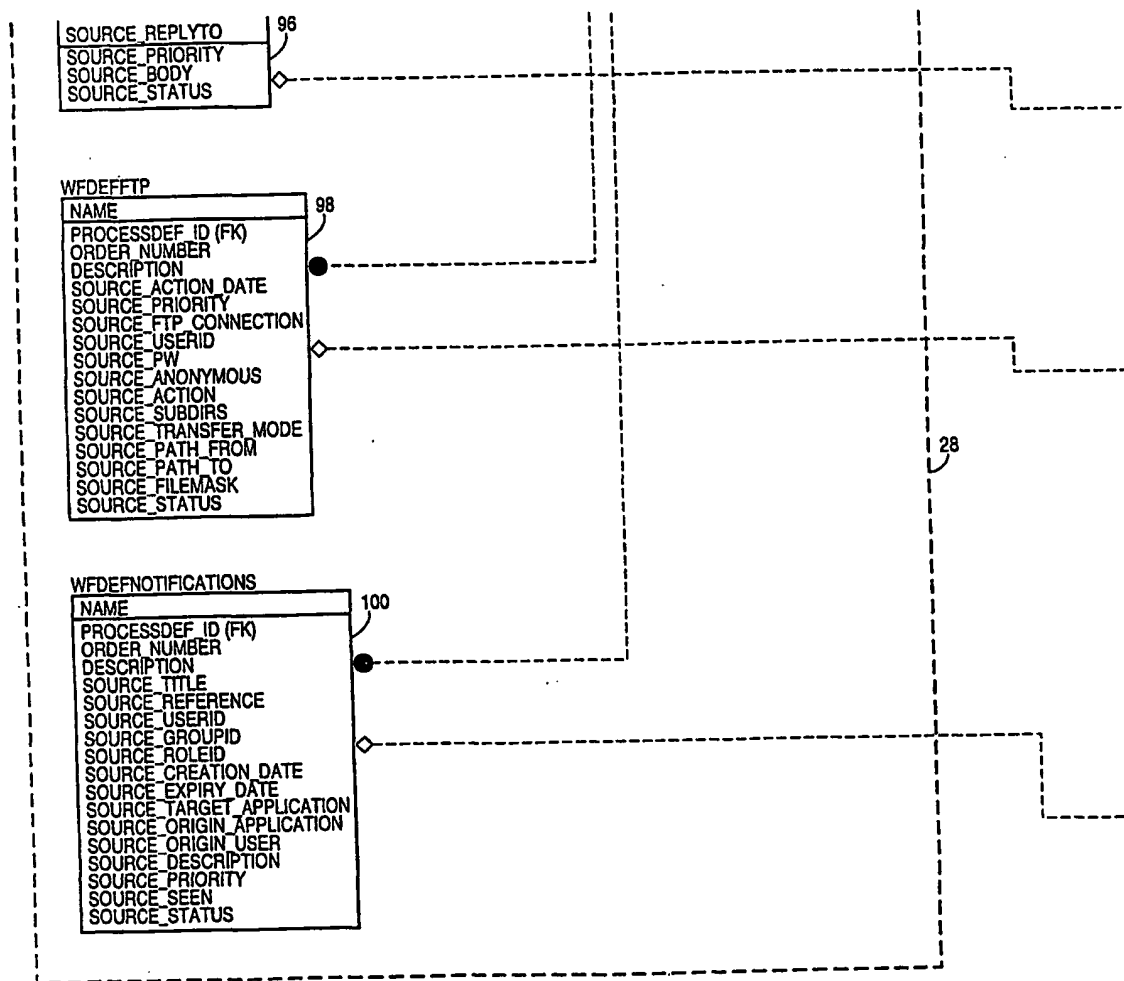 SOURCE_REPLYTO
96
SOURCE_PRIORITY
SOURCE_BODY
SOURCE_STATUS
WFDEFFTP
NAME
98
PROCESSDEF_ID (FK)
ORDER_NUMBER
DESCRIPTION
SOURCE_ACTION_DATE
SOURCE_PRIORITY
SOURCE_FTP_CONNECTION
SOURCE_USERID
SOURCE_PW
SOURCE_ANONYMOUS
SOURCE_ACTION
SOURCE_SUBDIRS
SOURCE_TRANSFER_MODE
SOURCE_PATH_FROM
SOURCE_PATH_TO
SOURCE_FILEMASK
SOURCE_STATUS
28
WFDEFNOTIFICATIONS
NAME
100
PROCESSDEF_ID (FK)
ORDER_NUMBER
DESCRIPTION
SOURCE_TITLE
SOURCE_REFERENCE
SOURCE_USERID
SOURCE_GROUPID
SOURCE_ROLEID
SOURCE_CREATION_DATE
SOURCE_EXPIRY_DATE
SOURCE_TARGET_APPLICATION
SOURCE_ORIGIN_APPLICATION
SOURCE_ORIGIN_USER
SOURCE_DESCRIPTION
SOURCE_PRIORITY
SOURCE_SEEN
SOURCE_STATUS